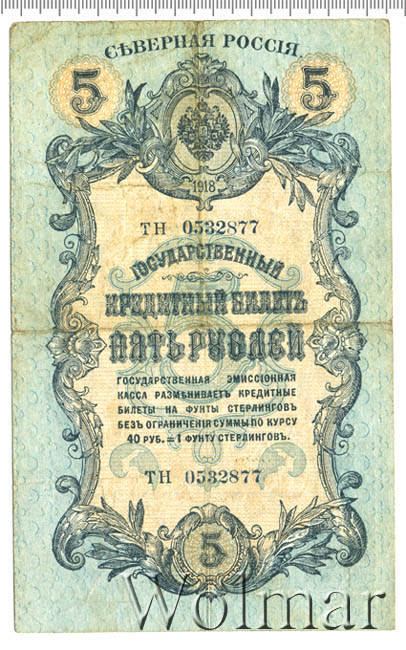 СѢВЕРНАЯ РОССІЯ
5 5
1918
ТН 0532877
ГОСУДАРСТВЕННЫЙ
КРЕДИТНЫЙ БИЛЕТЪ
ПЯТЬ РУБЛЕЙ
ГОСУДАРСТВЕННАЯ ЭМИССІОННАЯ
КАССА РАЗМѢНИВАЕТЪ КРЕДИТНЫЕ
БИЛЕТЫ НА ФУНТЫ СТЕРЛИНГОВЪ
БЕЗЪ ОГРАНИЧЕНІЯ СУММЫ ПО КУРСУ
40 РУБ. = 1 ФУНТУ СТЕРЛИНГОВЪ.
ТН 0532877
5
Wolmar